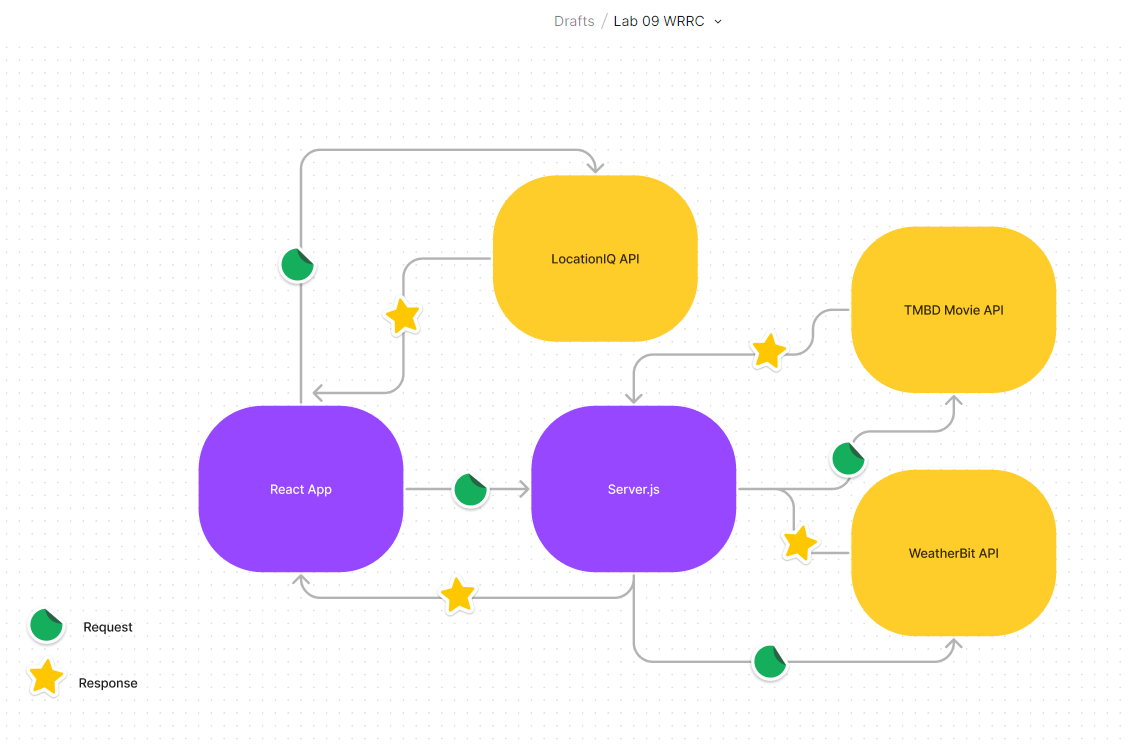 Drafts / Lab 09 WRRC
LocationIQ API
TMBD Movie API
React App
Server.js
WeatherBit API
Request
Response